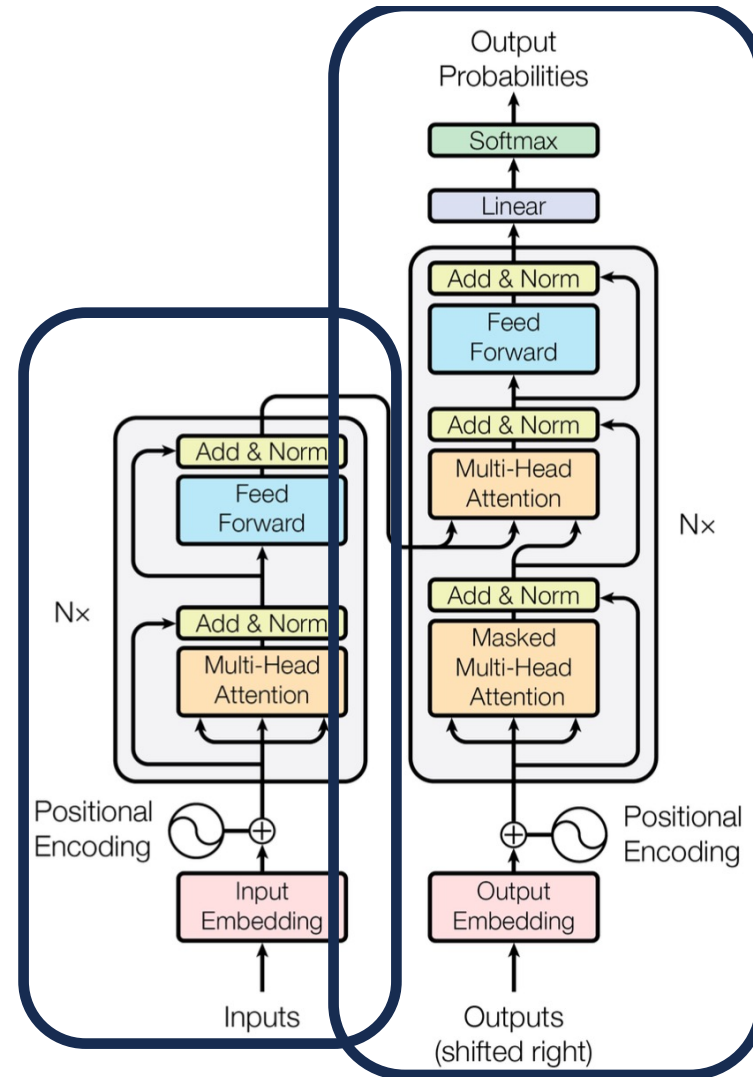 Output
Probabilities
Softmax
Linear
Add & Norm
Feed
Forward
Add & Norm
Multi-Head
Attention
Nx
Add & Norm
Masked
Multi-Head
Attention
Positional
Encoding
Output
Embedding
Outputs
(shifted right)
Add & Norm
Feed
Forward
Nx
Add & Norm
Multi-Head
Attention
Positional
Encoding
Input
Embedding
Inputs